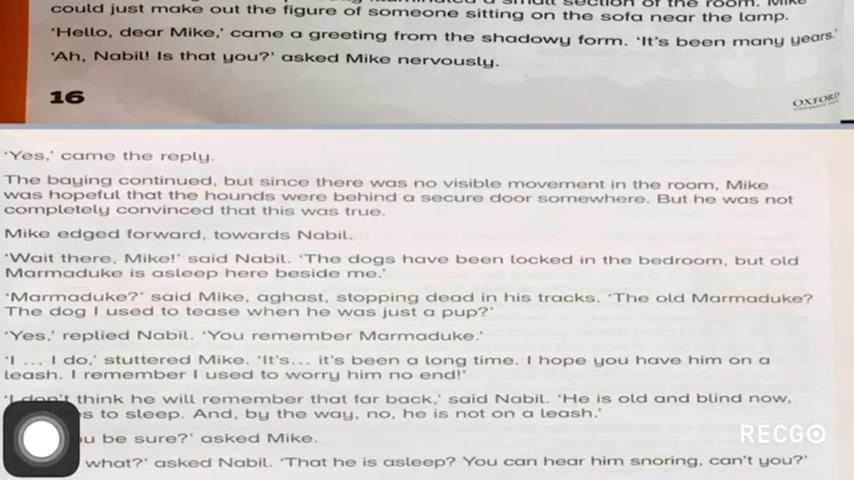 could just make out the figure of someone sitting on the sofa near the lamp.
‘Hello, dear Mike,’ came a greeting from the shadowy form. ‘It’s been many years.’
‘Ah, Nabil! Is that you?’ asked Mike nervously.
16
OXFORD
‘Yes,’ came the reply.
The baying continued, but since there was no visible movement in the room, Mike
was hopeful that the hounds were behind a secure door somewhere. But he was not
completely convinced that this was true.
Mike edged forward, towards Nabil.
‘Wait there, Mike!’ said Nabil. ‘The dogs have been locked in the bedroom, but old
Marmaduke is asleep here beside me.’
‘Marmaduke?’ said Mike, aghast, stopping dead in his tracks. ‘The old Marmaduke?
The dog I used to tease when he was just a pup?’
‘Yes,’ replied Nabil. ‘You remember Marmaduke.’
‘I ... I do,’ stuttered Mike. ‘It’s... it’s been a long time. I hope you have him on a
leash. I remember I used to worry him no end!’
‘I don’t think he will remember that far back,’ said Nabil. ‘He is old and blind now,
to sleep. And, by the way, no, he is not on a leash.’
be sure?’ asked Mike.
what?’ asked Nabil. ‘That he is asleep? You can hear him snoring, can’t you?’
RECGO